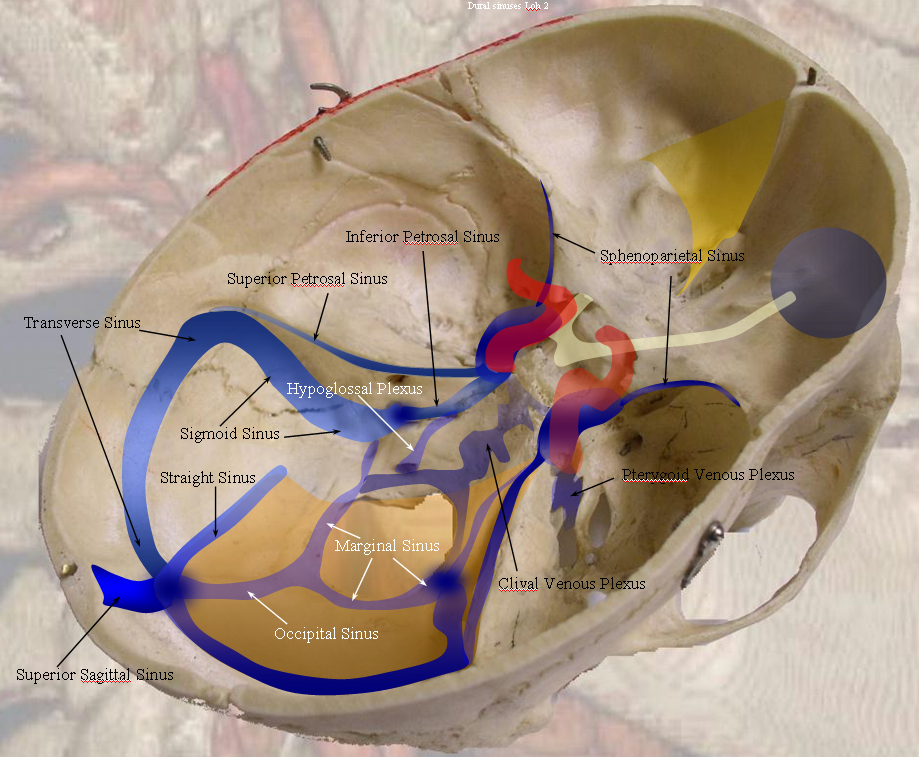 Dural sinuses Loh 2
Inferior Petrosal Sinus
Sphenoparietal Sinus
Superior Petrosal Sinus
Transverse Sinus
Hypoglossal Plexus
Sigmoid Sinus
Straight Sinus
Pterygoid Venous Plexus
Marginal Sinus
Clival Venous Plexus
Occipital Sinus
Superior Sagittal Sinus